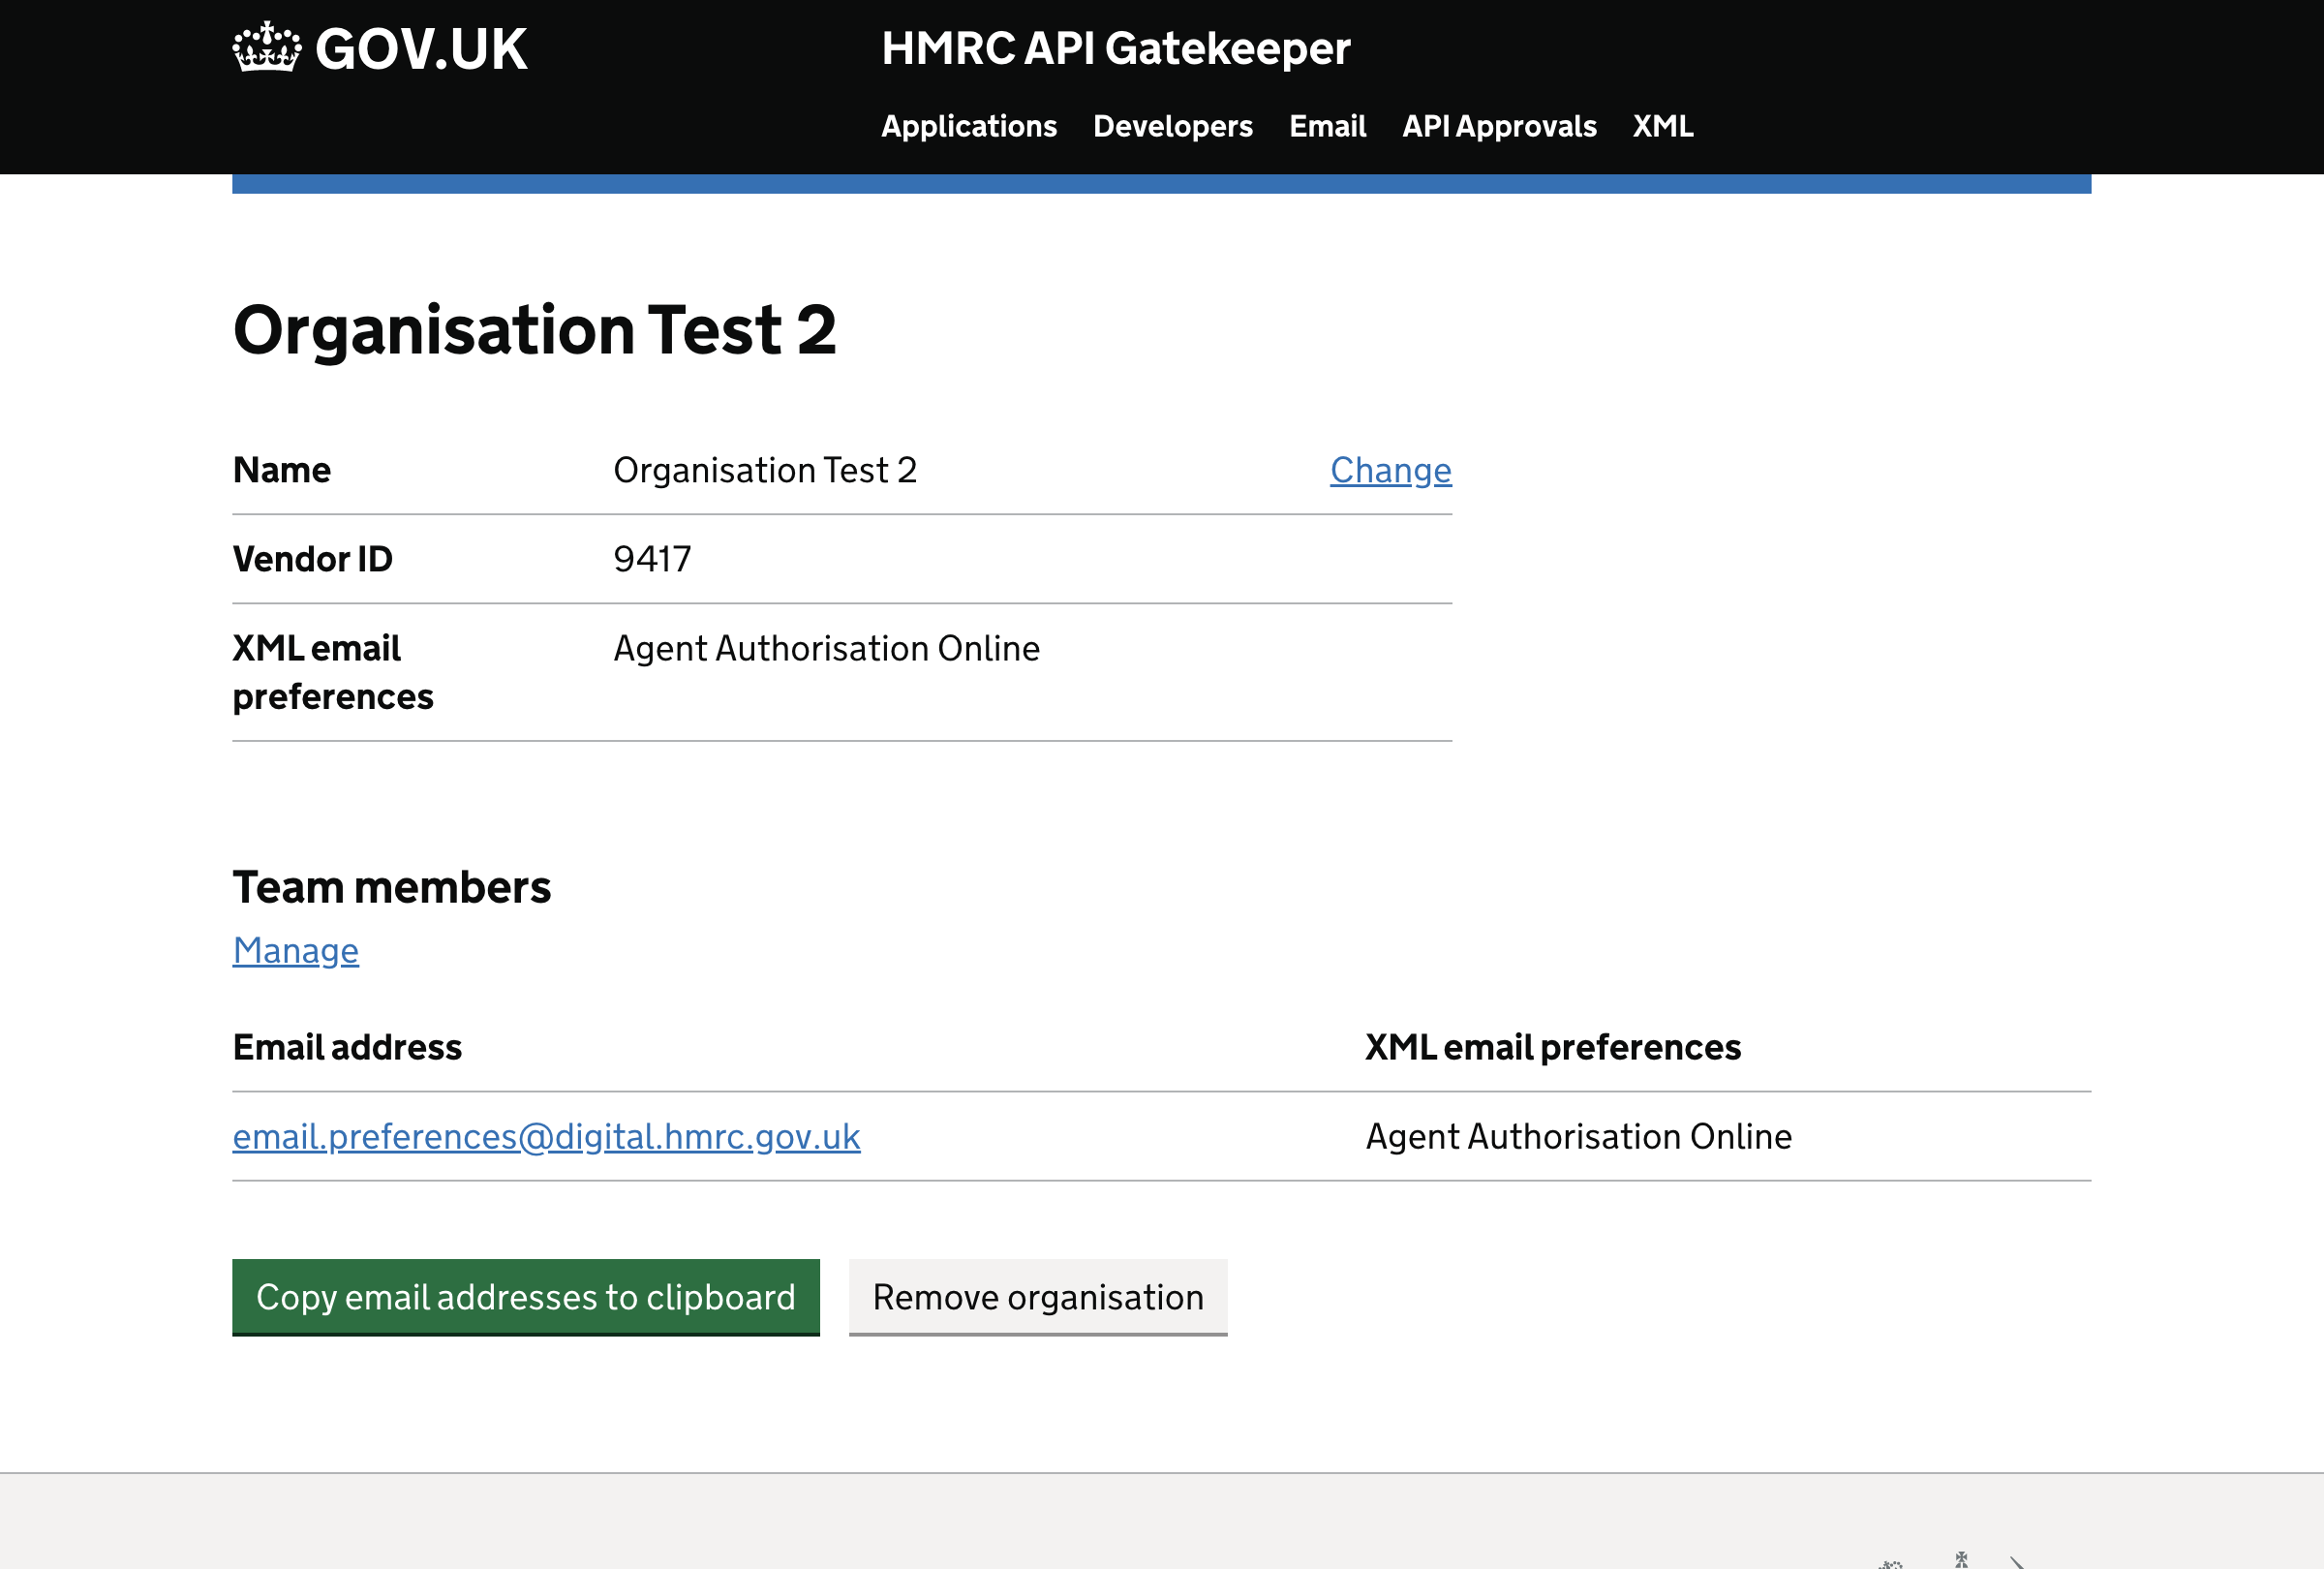 GOV.UK
HMRC API Gatekeeper
Applications Developers Email API Approvals XML
Organisation Test 2
Name Organisation Test 2 Change
Vendor ID 9417
XML email preferences Agent Authorisation Online
Team members
Manage
Email address XML email preferences
email.preferences@digital.hmrc.gov.uk Agent Authorisation Online
Copy email addresses to clipboard Remove organisation